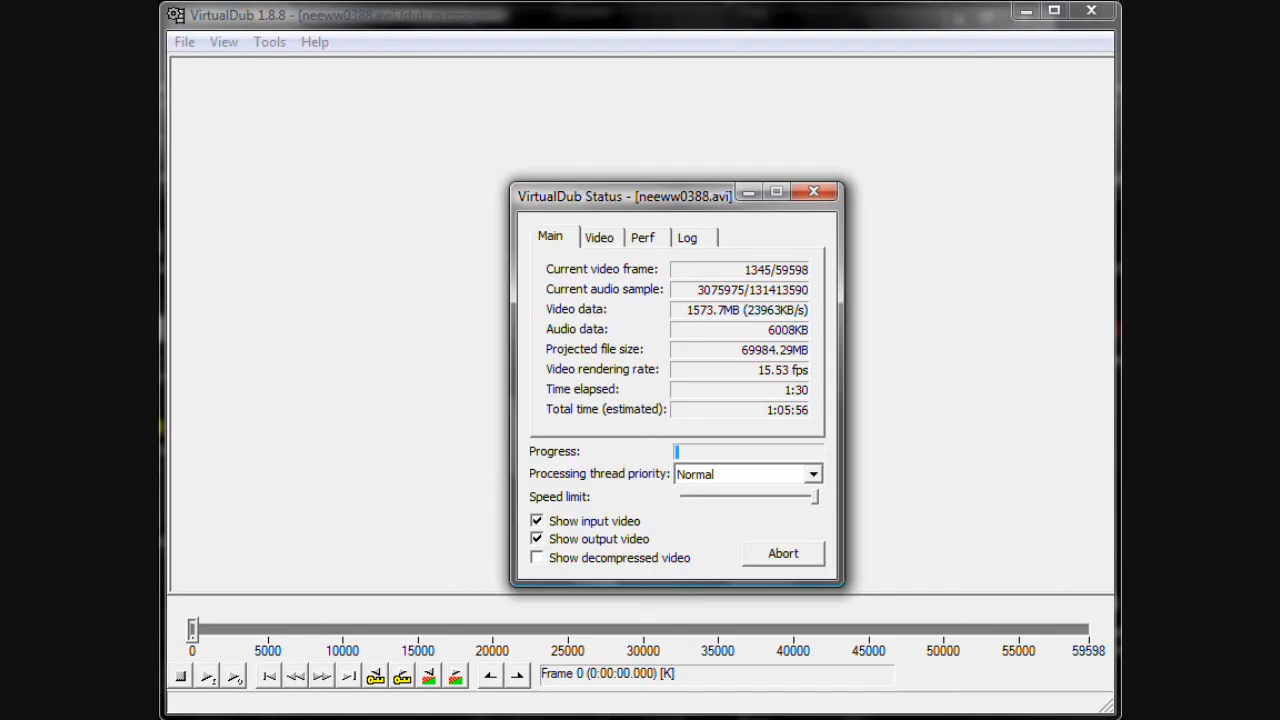 VirtualDub 1.8.8 - [neeww0388.avi] (dub in progress)
File View Tools Help
VirtualDub Status - [neeww0388.avi]
Main Video Perf Log
Current video frame: 1345/59598
Current audio sample: 3075975/131413590
Video data: 1573.7MB (23963KB/s)
Audio data: 6008KB
Projected file size: 69984.29MB
Video rendering rate: 15.53 fps
Time elapsed: 1:30
Total time (estimated): 1:05:56
Progress:
Processing thread priority: Normal
Speed limit:
Show input video
Show output video
Show decompressed video
Abort
0 5000 10000 15000 20000 25000 30000 35000 40000 45000 50000 55000 59598
Frame 0 (0:00:00.000) [K]